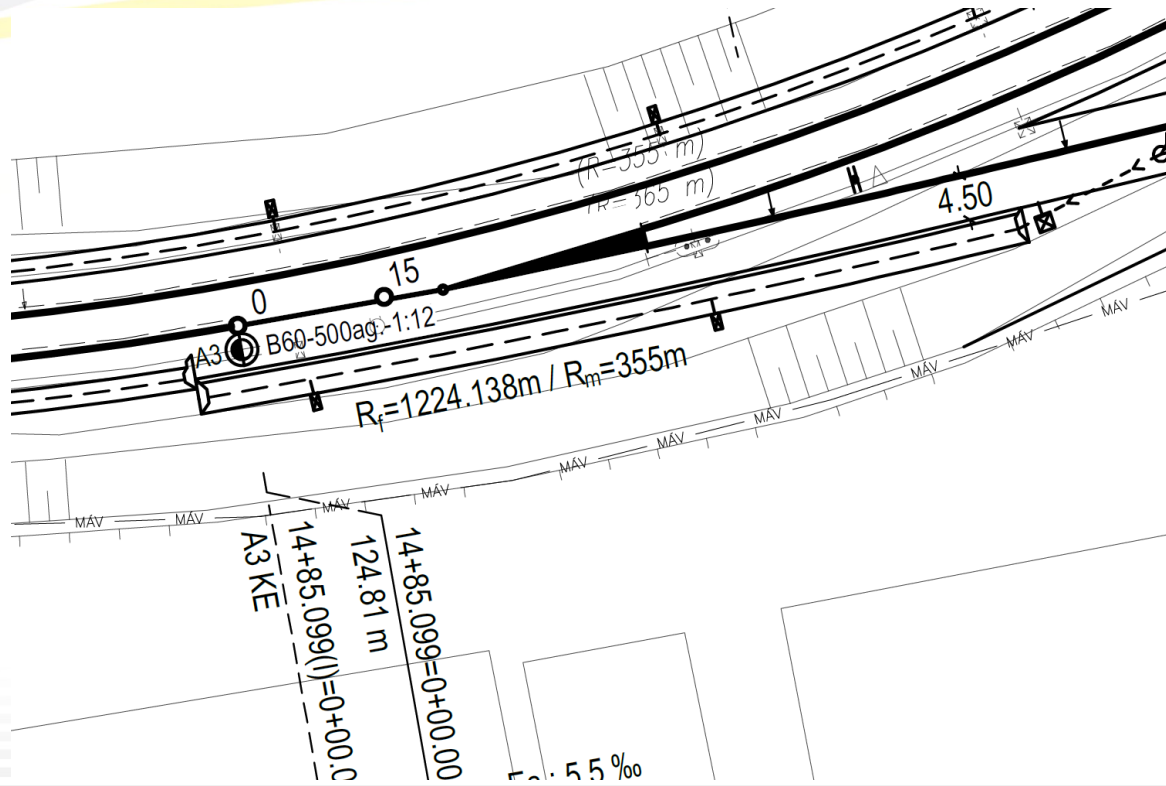 (R=355 m)
(R=365 m)
4.50
15
0
A3
B60-500ag.-1:12
KA
Rf=1224.138m / Rm=355m
MÁV
MÁV
MÁV
MÁV
MÁV
MÁV
MÁV
MÁV
MÁV
MÁV
A3 KE
14+85.099(I)=0+00.0
124.81 m
14+85.099=0+00.00
5.5 ‰